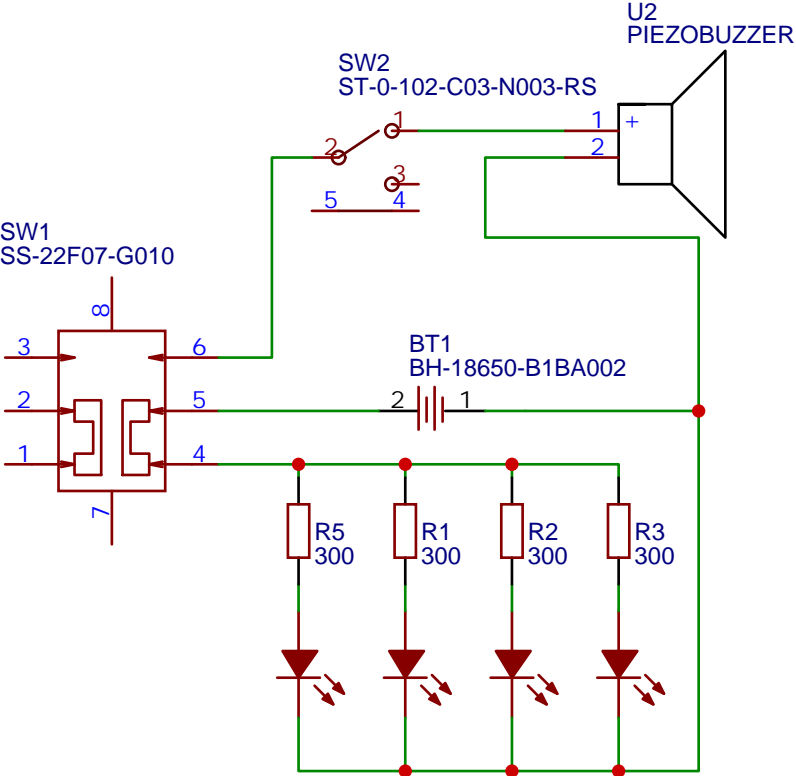 U2
PIEZOBUZZER
SW2
ST-0-102-C03-N003-RS
1
1
+
2
2
3
5
4
SW1
SS-22F07-G010
8
3
6
BT1
BH-18650-B1BA002
2
5
2
1
1
4
7
R5
300
R1
300
R2
300
R3
300